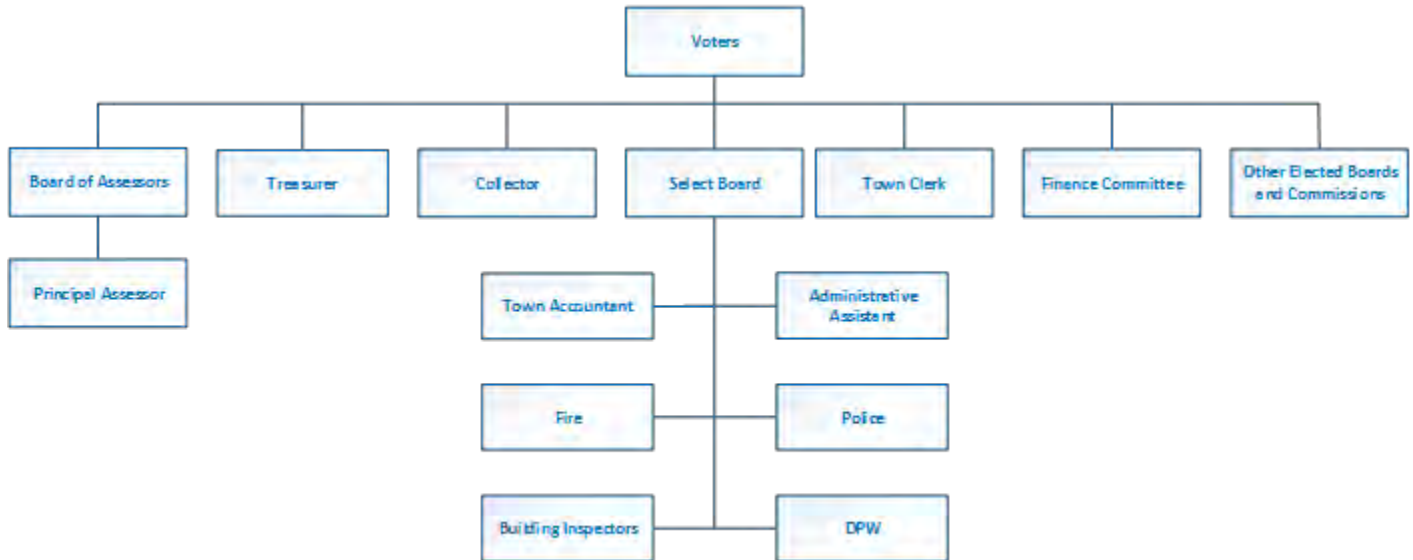 Voters
Board of Assessors
Treasurer
Collector
Select Board
Town Clerk
Finance Committee
Other Elected Boards
and Commissions
Principal Assessor
Town Accountant
Administrative
Assistant
Fire
Police
Building Inspectors
DPW